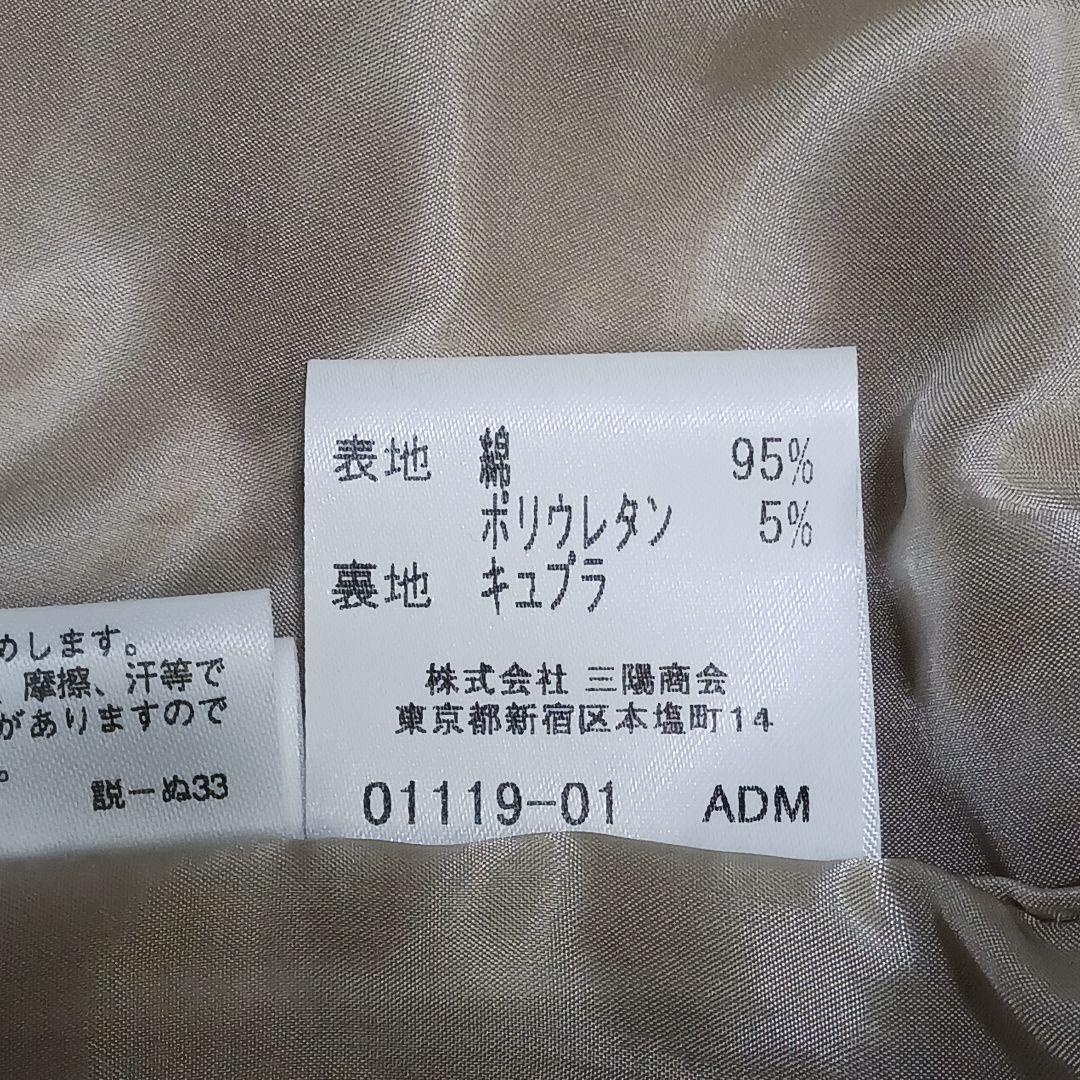 表地 綿 95%
ポリウレタン 5%
裏地 キュプラ
株式会社 三陽商会
東京都新宿区本塩町14
01119-01 ADM
めします。
摩擦、汗等で
がありますので
。
説ーぬ33